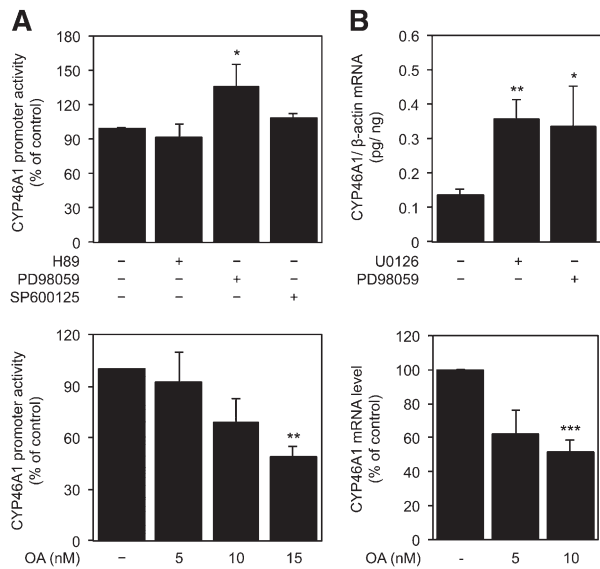 A
CYP46A1 promoter activity
(% of control)
180
150
120
90
60
30
0
*
H89 – + – –
PD98059 – – + –
SP600125 – – – +
B
CYP46A1/ β-actin mRNA
(pg/ ng)
0.6
0.5
0.4
0.3
0.2
0.1
0
**
*
U0126 – + –
PD98059 – – +
CYP46A1 promoter activity
(% of control)
120
90
60
30
0
**
OA (nM) – 5 10 15
CYP46A1 mRNA level
(% of control)
120
100
80
60
40
20
0
***
OA (nM) - 5 10